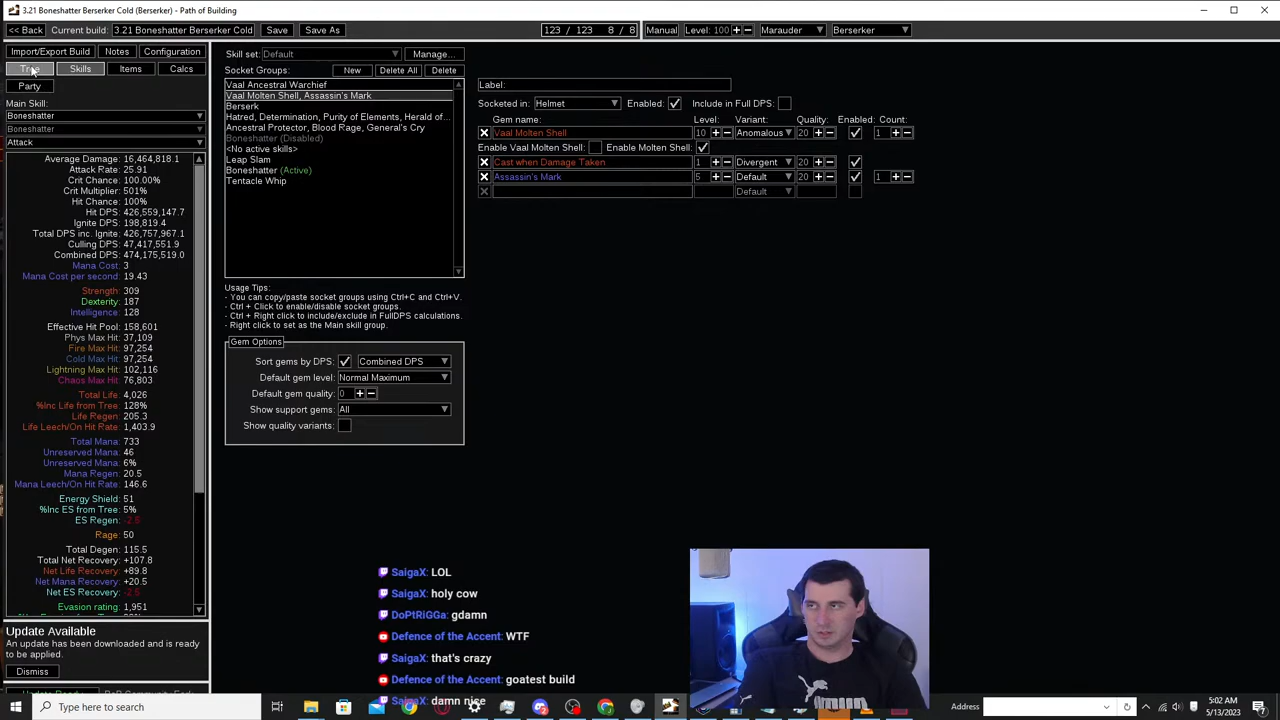 3.21 Boneshatter Berserker Cold (Berserker) - Path of Building
<< Back Current build: 3.21 Boneshatter Berserker Cold Save Save As 123 / 123 8 / 8 Manual Level: 100 Marauder Berserker
Import/Export Build Notes Configuration
Tree Skills Items Calcs
Party
Main Skill:
Boneshatter
Boneshatter
Attack
Average Damage: 16,464,818.1
Attack Rate: 25.91
Crit Chance: 100.00%
Crit Multiplier: 501%
Hit Chance: 100%
Hit DPS: 426,559,147.7
Ignite DPS: 198,819.4
Total DPS inc. Ignite: 426,757,967.1
Culling DPS: 47,417,551.9
Combined DPS: 474,175,519.0
Mana Cost: 3
Mana Cost per second: 19.43
Strength: 309
Dexterity: 187
Intelligence: 128
Effective Hit Pool: 158,601
Phys Max Hit: 37,109
Fire Max Hit: 97,254
Cold Max Hit: 97,254
Lightning Max Hit: 102,116
Chaos Max Hit: 76,803
Total Life: 4,026
%Inc Life from Tree: 128%
Life Regen: 205.3
Life Leech/On Hit Rate: 1,403.9
Total Mana: 733
Unreserved Mana: 46
Unreserved Mana: 6%
Mana Regen: 20.5
Mana Leech/On Hit Rate: 146.6
Energy Shield: 51
%Inc ES from Tree: 5%
ES Regen: -2.5
Rage: 50
Total Degen: 115.5
Total Net Recovery: +107.8
Net Life Recovery: +89.8
Net Mana Recovery: +20.5
Net ES Recovery: -2.5
Evasion rating: 1,951
Update Available
An update has been downloaded and is ready
to be applied.
Dismiss
Skill set: Default Manage...
Socket Groups: New Delete All Delete
Vaal Ancestral Warchief
Vaal Molten Shell, Assassin's Mark
Berserk
Hatred, Determination, Purity of Elements, Herald of...
Ancestral Protector, Blood Rage, General's Cry
Boneshatter (Disabled)
<No active skills>
Leap Slam
Boneshatter (Active)
Tentacle Whip
Usage Tips:
- You can copy/paste socket groups using Ctrl+C and Ctrl+V.
- Ctrl + Click to enable/disable socket groups.
- Ctrl + Right click to include/exclude in FullDPS calculations.
- Right click to set as the Main skill group.
Gem Options
Sort gems by DPS: Combined DPS
Default gem level: Normal Maximum
Default gem quality: 0
Show support gems: All
Show quality variants:
Label:
Socketed in: Helmet Enabled: Include in Full DPS:
Gem name: Level: Variant: Quality: Enabled: Count:
Vaal Molten Shell 10 Anomalous 20 1
Enable Vaal Molten Shell: Enable Molten Shell:
Cast when Damage Taken 1 Divergent 20
Assassin's Mark 5 Default 20 1
Default
SaigaX: LOL
SaigaX: holy cow
DoPtRiGGa: gdamn
Defence of the Accent: WTF
SaigaX: that's crazy
Defence of the Accent: goatest build
SaigaX: damn nice
PUMA
Type here to search
Address
5:02 AM
5/13/2023